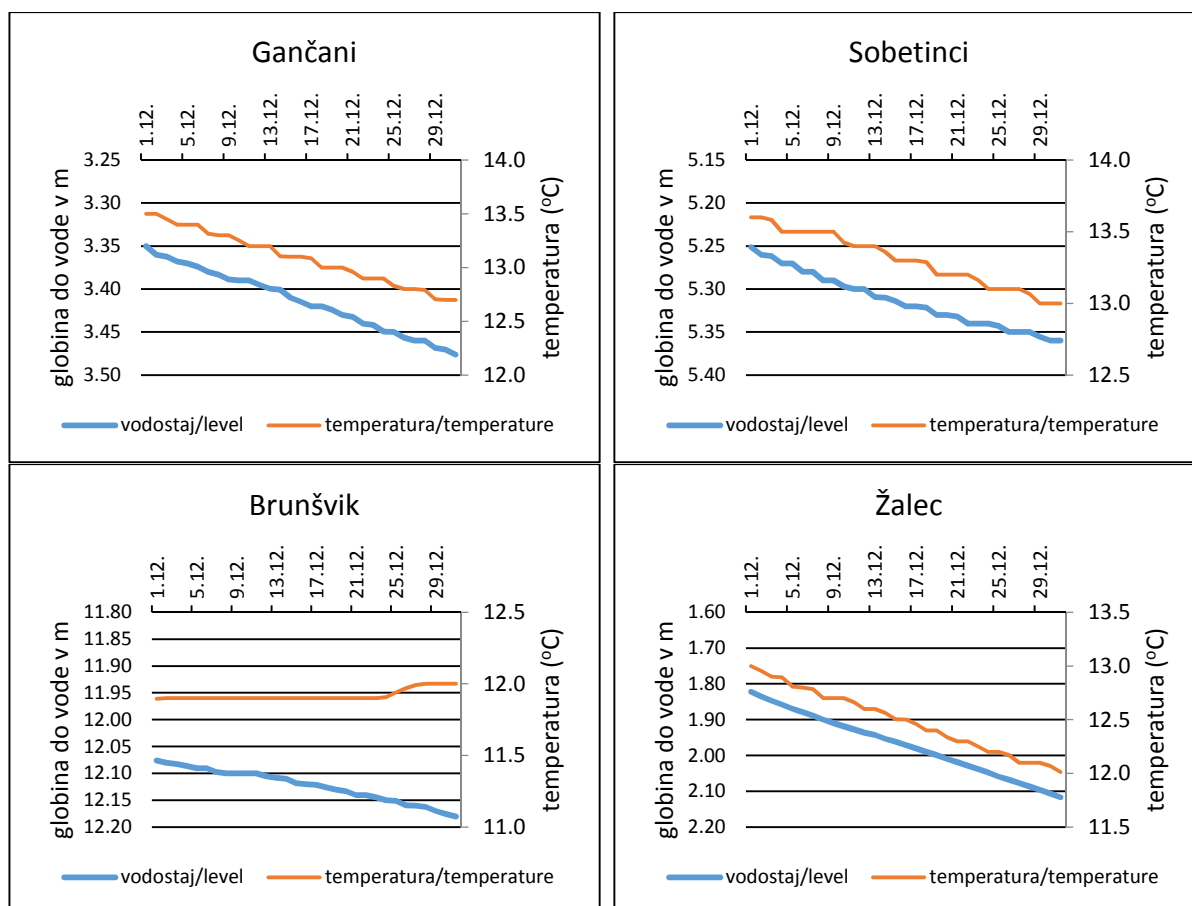 Gančani
1.12. 5.12. 9.12. 13.12. 17.12. 21.12. 25.12. 29.12.
globina do vode v m
3.25
3.30
3.35
3.40
3.45
3.50
14.0
13.5
13.0
12.5
12.0
temperatura (ᵒC)
vodostaj/level temperatura/temperature
Sobetinci
1.12. 5.12. 9.12. 13.12. 17.12. 21.12. 25.12. 29.12.
globina do vode v m
5.15
5.20
5.25
5.30
5.35
5.40
14.0
13.5
13.0
12.5
temperatura (ᵒC)
vodostaj/level temperatura/temperature
Brunšvik
1.12. 5.12. 9.12. 13.12. 17.12. 21.12. 25.12. 29.12.
globina do vode v m
11.80
11.85
11.90
11.95
12.00
12.05
12.10
12.15
12.20
12.5
12.0
11.5
11.0
temperatura (ᵒC)
vodostaj/level temperatura/temperature
Žalec
1.12. 5.12. 9.12. 13.12. 17.12. 21.12. 25.12. 29.12.
globina do vode v m
1.60
1.70
1.80
1.90
2.00
2.10
2.20
13.5
13.0
12.5
12.0
11.5
temperatura (ᵒC)
vodostaj/level temperatura/temperature